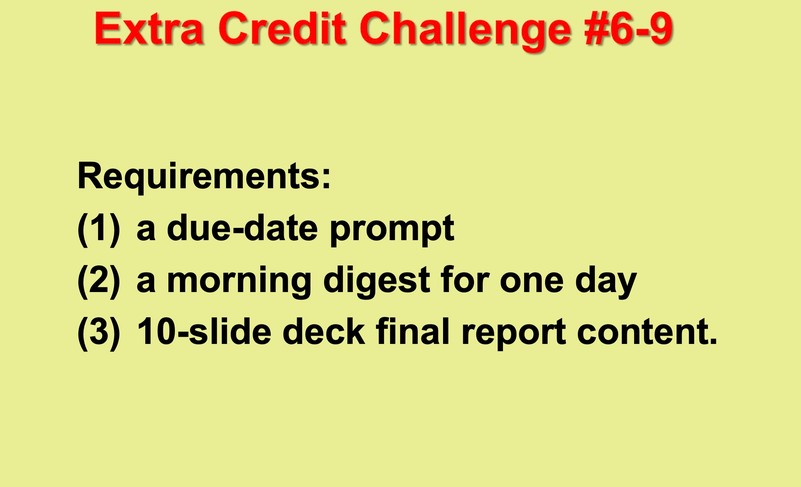 Extra Credit Challenge #6-9
Requirements:
(1) a due-date prompt
(2) a morning digest for one day
(3) 10-slide deck final report content.